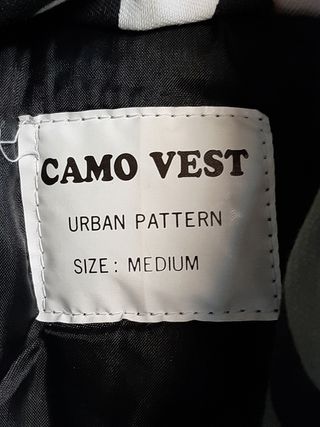 CAMO VEST
URBAN PATTERN
SIZE: MEDIUM